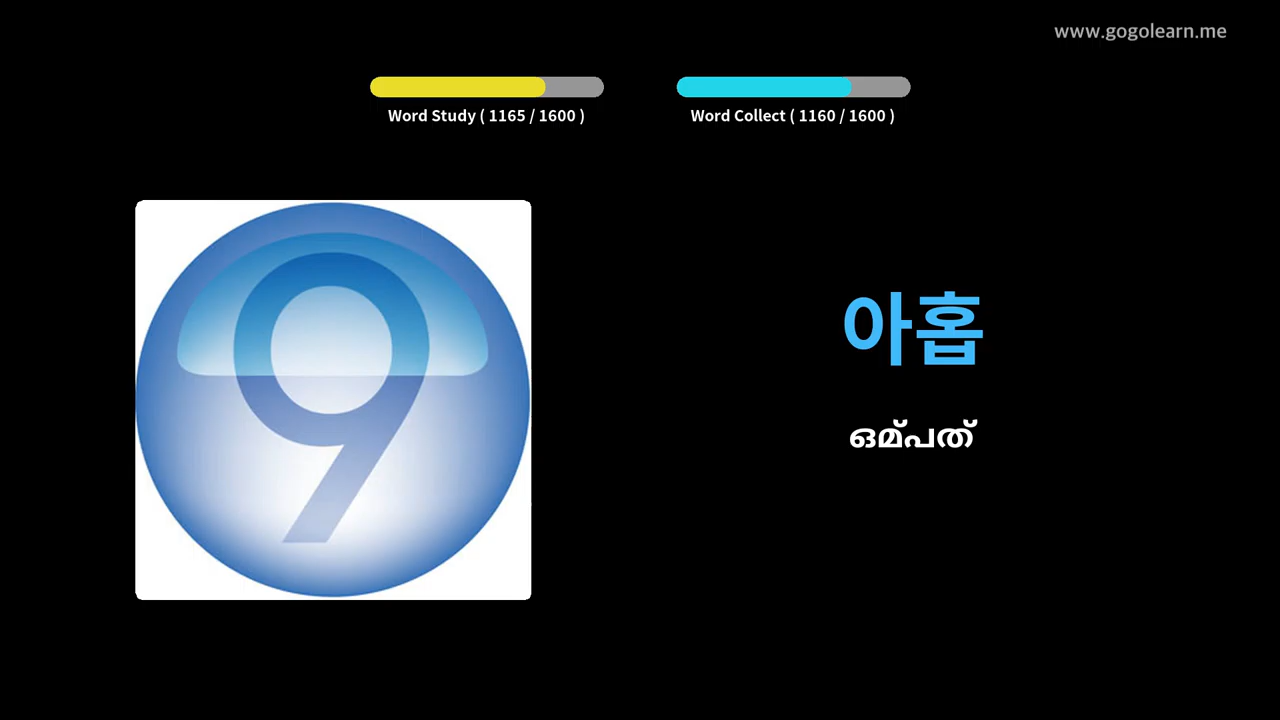 www.gogolearn.me
Word Study ( 1165 / 1600 )
Word Collect ( 1160 / 1600 )
9
아홉
ഒമ്പത്